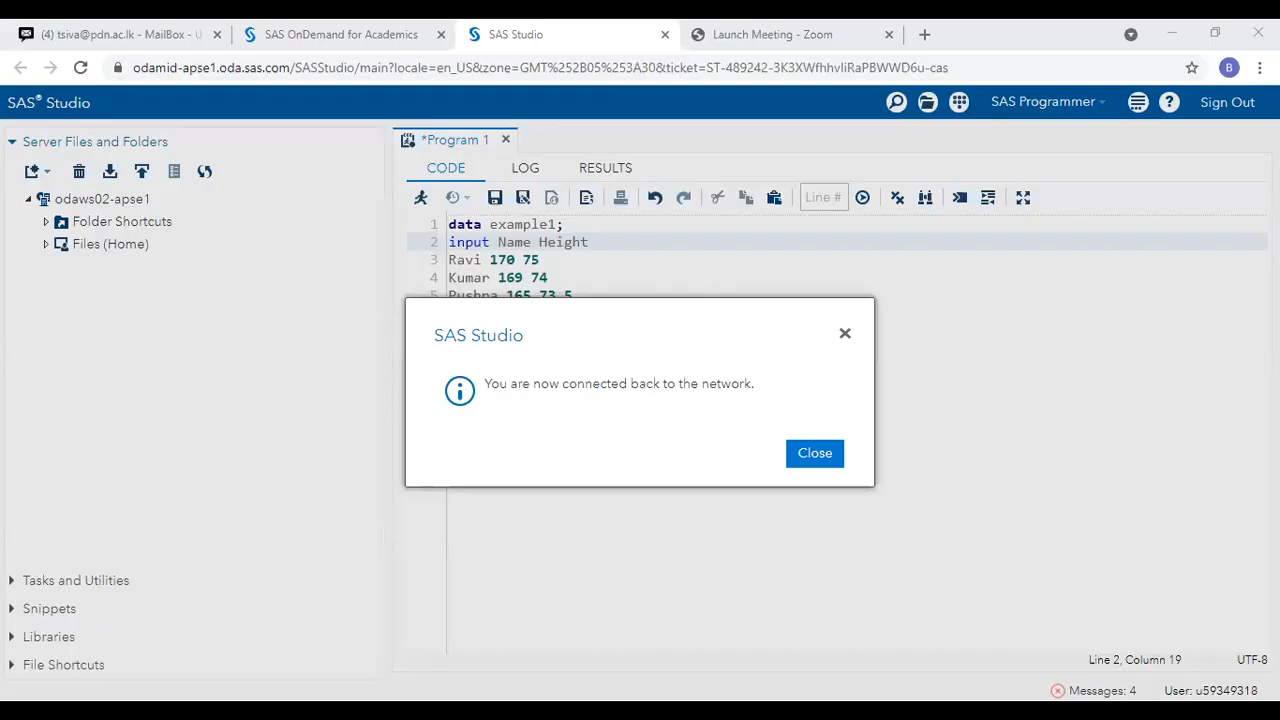 (4) tsiva@pdn.ac.lk - MailBox - U
SAS OnDemand for Academics
SAS Studio
Launch Meeting - Zoom
odamid-apse1.oda.sas.com/SASStudio/main?locale=en_US&zone=GMT%252B05%253A30&ticket=ST-489242-3K3XWfhhvIiRaPBWWD6u-cas
B
SAS® Studio
SAS Programmer
Sign Out
Server Files and Folders
odaws02-apse1
Folder Shortcuts
Files (Home)
Tasks and Utilities
Snippets
Libraries
File Shortcuts
*Program 1
CODE LOG RESULTS
Line #
1 data example1;
2 input Name Height
3 Ravi 170 75
4 Kumar 169 74
5 Pushpa 165 73.5
SAS Studio
You are now connected back to the network.
Close
Line 2, Column 19 UTF-8
Messages: 4 User: u59349318